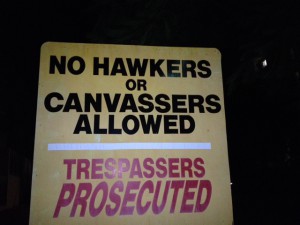 NO HAWKERS
OR
CANVASSERS
ALLOWED
TRESPASSERS
PROSECUTED